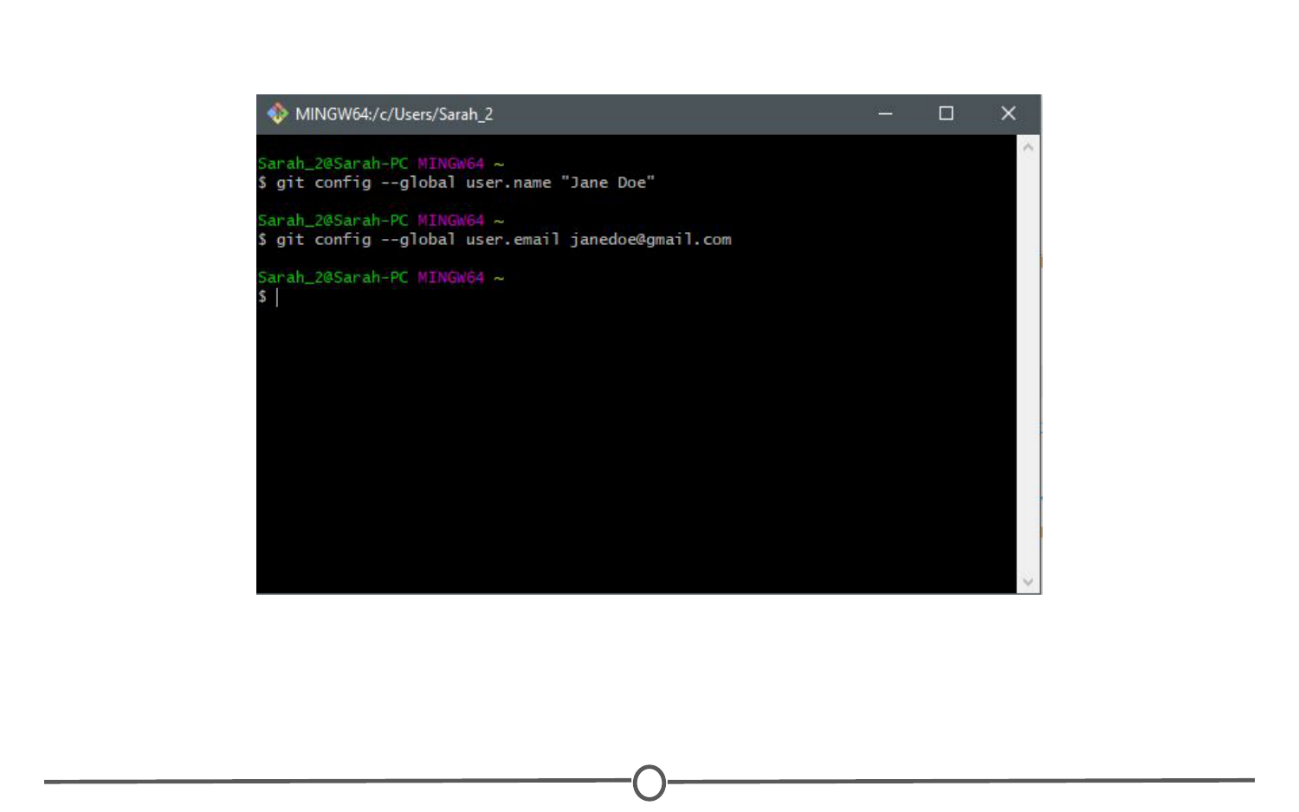 MINGW64:/c/Users/Sarah_2
Sarah_2@Sarah-PC MINGW64 ~
$ git config --global user.name "Jane Doe"
Sarah_2@Sarah-PC MINGW64 ~
$ git config --global user.email janedoe@gmail.com
Sarah_2@Sarah-PC MINGW64 ~
$